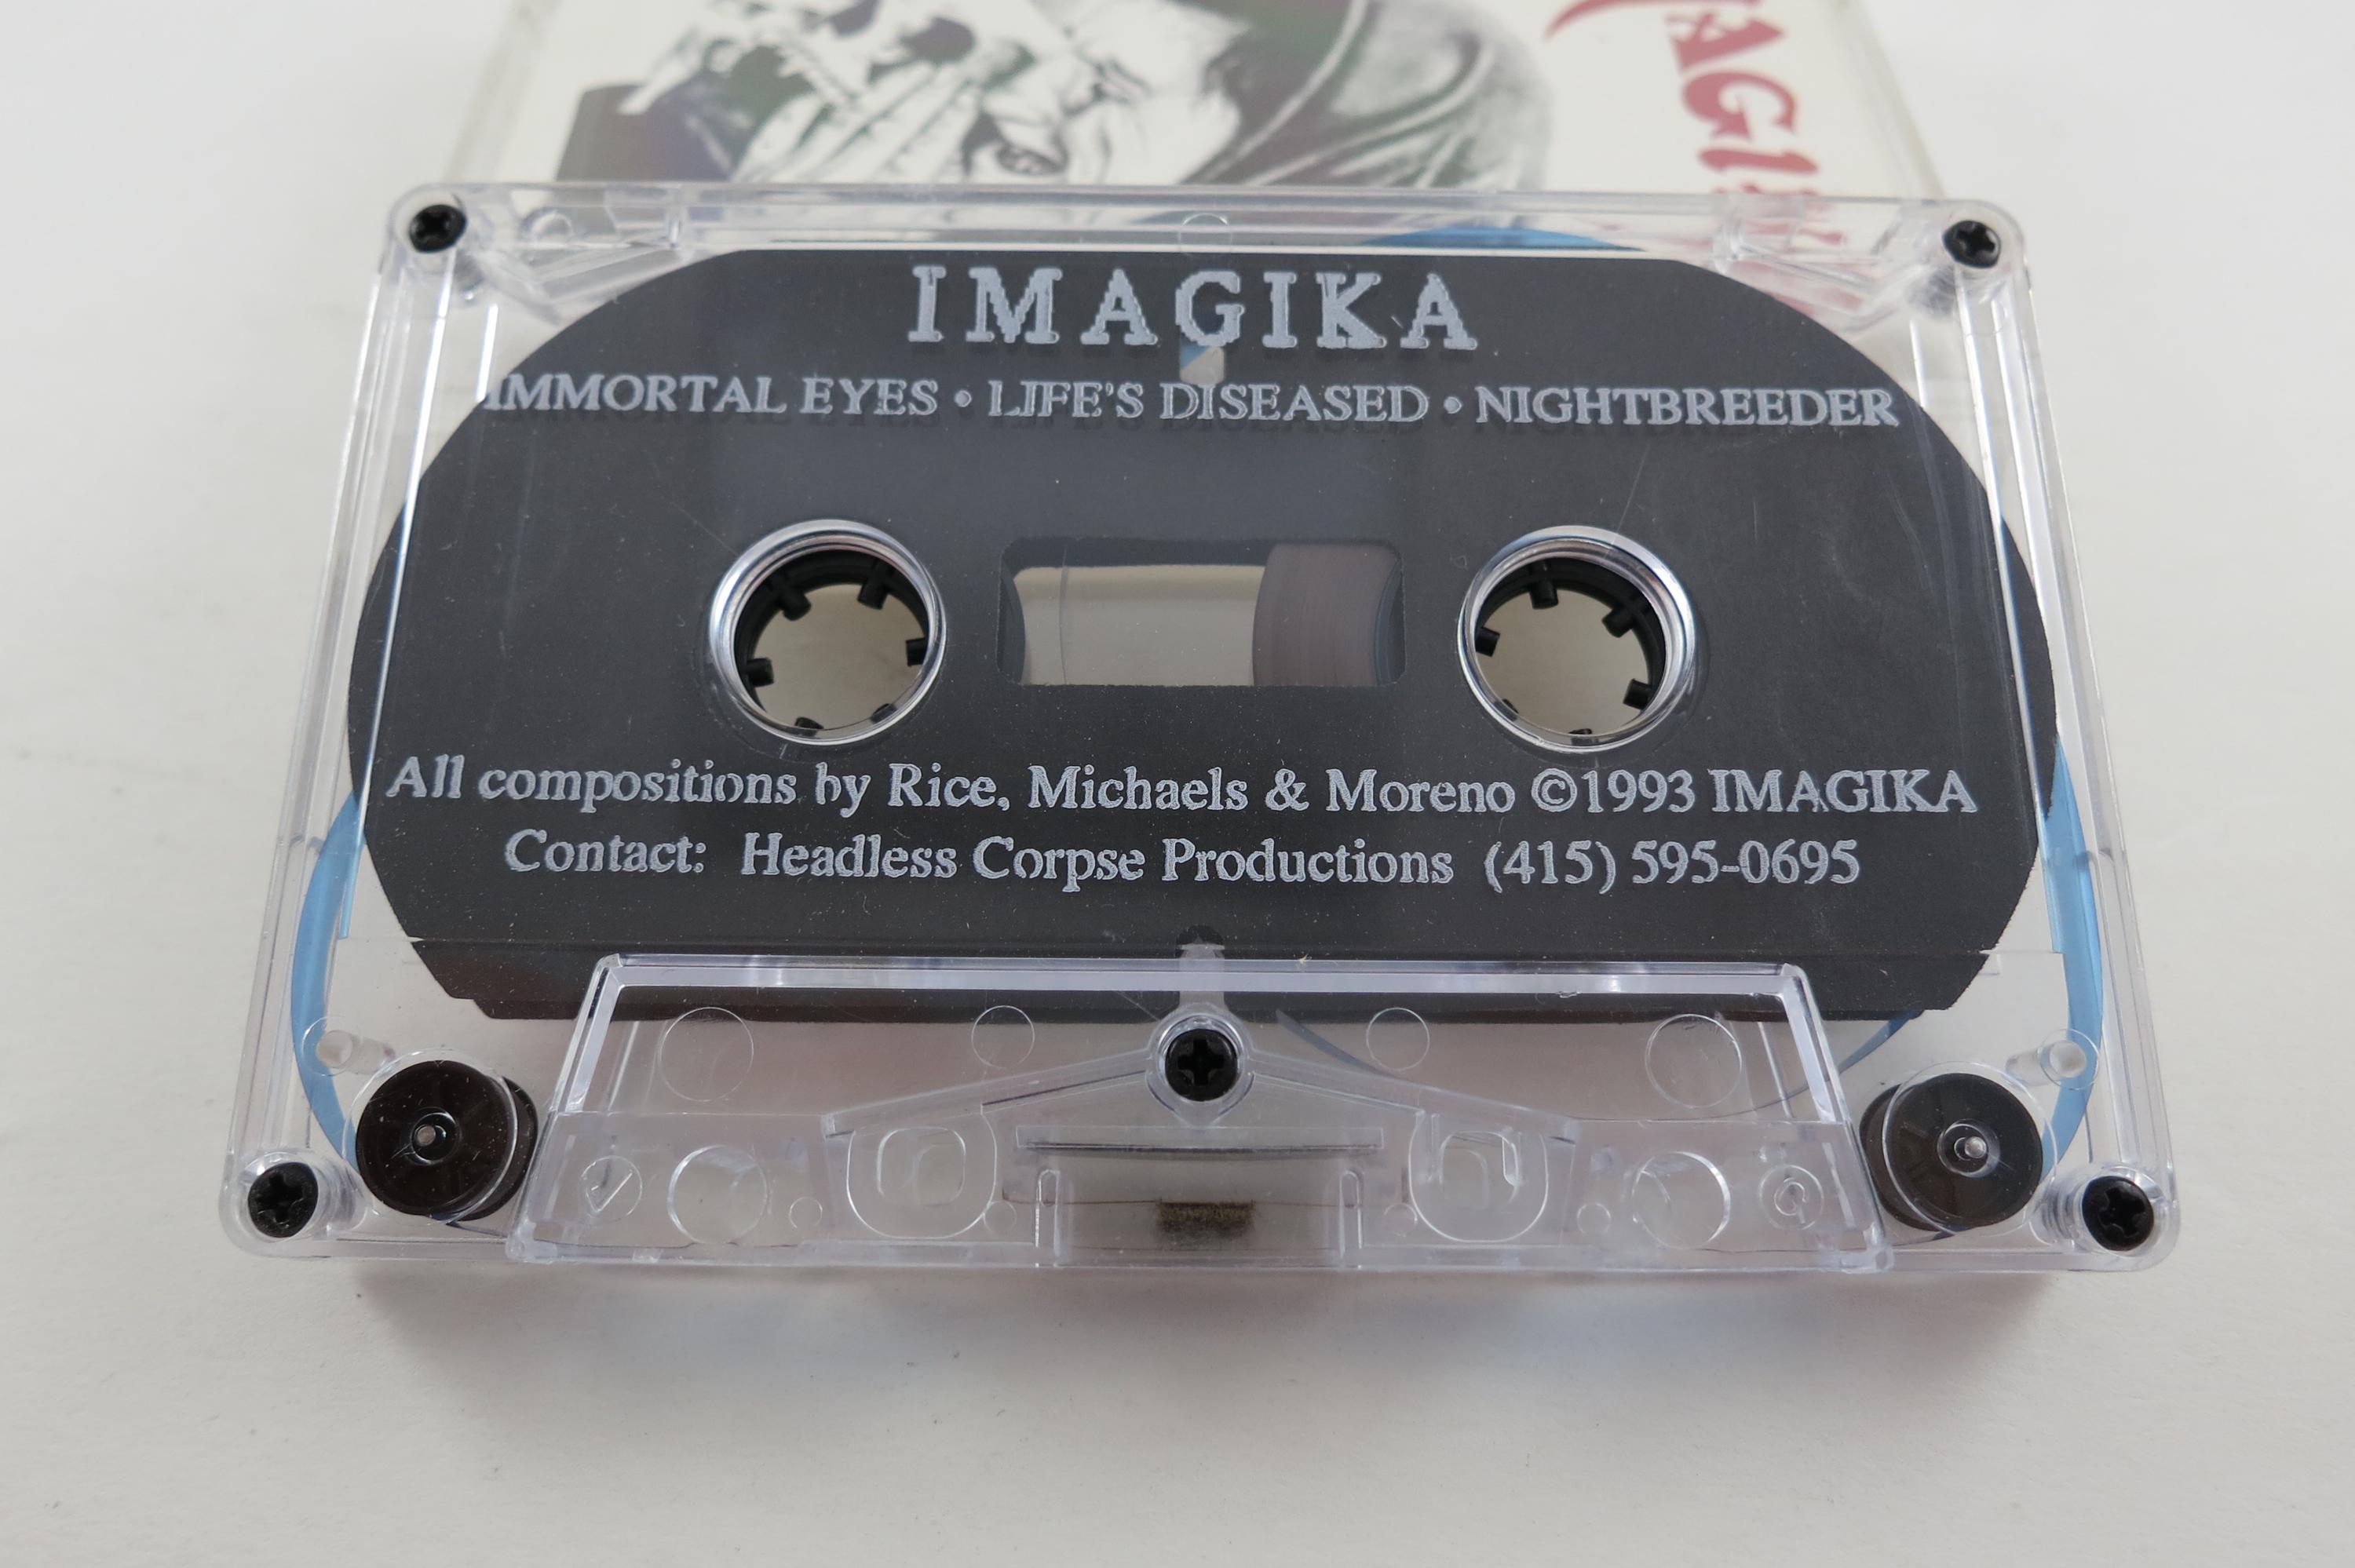 IMAGIKA
IMMORTAL EYES • LIFE'S DISEASED • NIGHTBREEDER
All compositions by Rice, Michaels & Moreno ©1993 IMAGIKA
Contact: Headless Corpse Productions (415) 595-0695